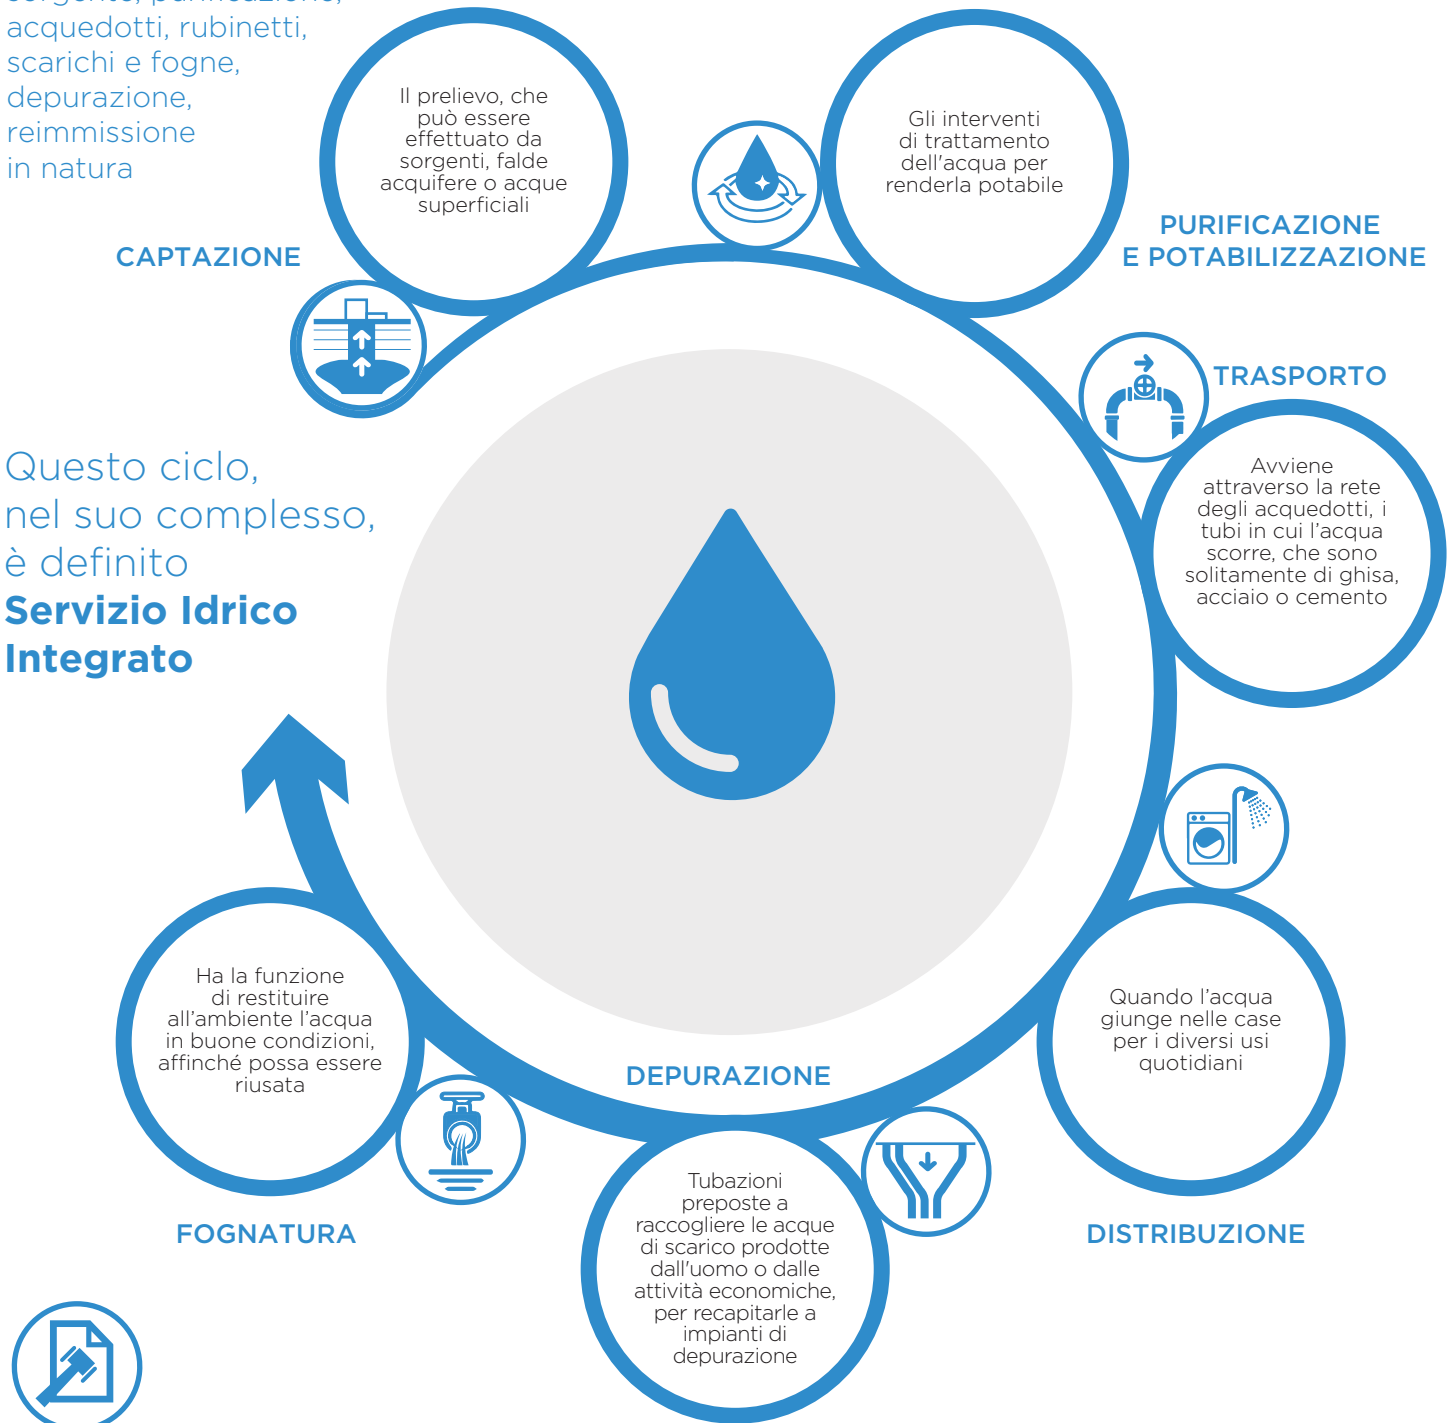 sorgente, purificazione,
acquedotti, rubinetti,
scarichi e fogne,
depurazione,
reimmissione
in natura
Il prelievo, che
può essere
effettuato da
sorgenti, falde
acquifere o acque
superficiali
CAPTAZIONE
Gli interventi
di trattamento
dell'acqua per
renderla potabile
PURIFICAZIONE
E POTABILIZZAZIONE
TRASPORTO
Avviene
attraverso la rete
degli acquedotti, i
tubi in cui l’acqua
scorre, che sono
solitamente di ghisa,
acciaio o cemento
Questo ciclo,
nel suo complesso,
è definito
Servizio Idrico
Integrato
Quando l’acqua
giunge nelle case
per i diversi usi
quotidiani
DISTRIBUZIONE
DEPURAZIONE
Tubazioni
preposte a
raccogliere le acque
di scarico prodotte
dall'uomo o dalle
attività economiche,
per recapitarle a
impianti di
depurazione
Ha la funzione
di restituire
all’ambiente l’acqua
in buone condizioni,
affinché possa essere
riusata
FOGNATURA